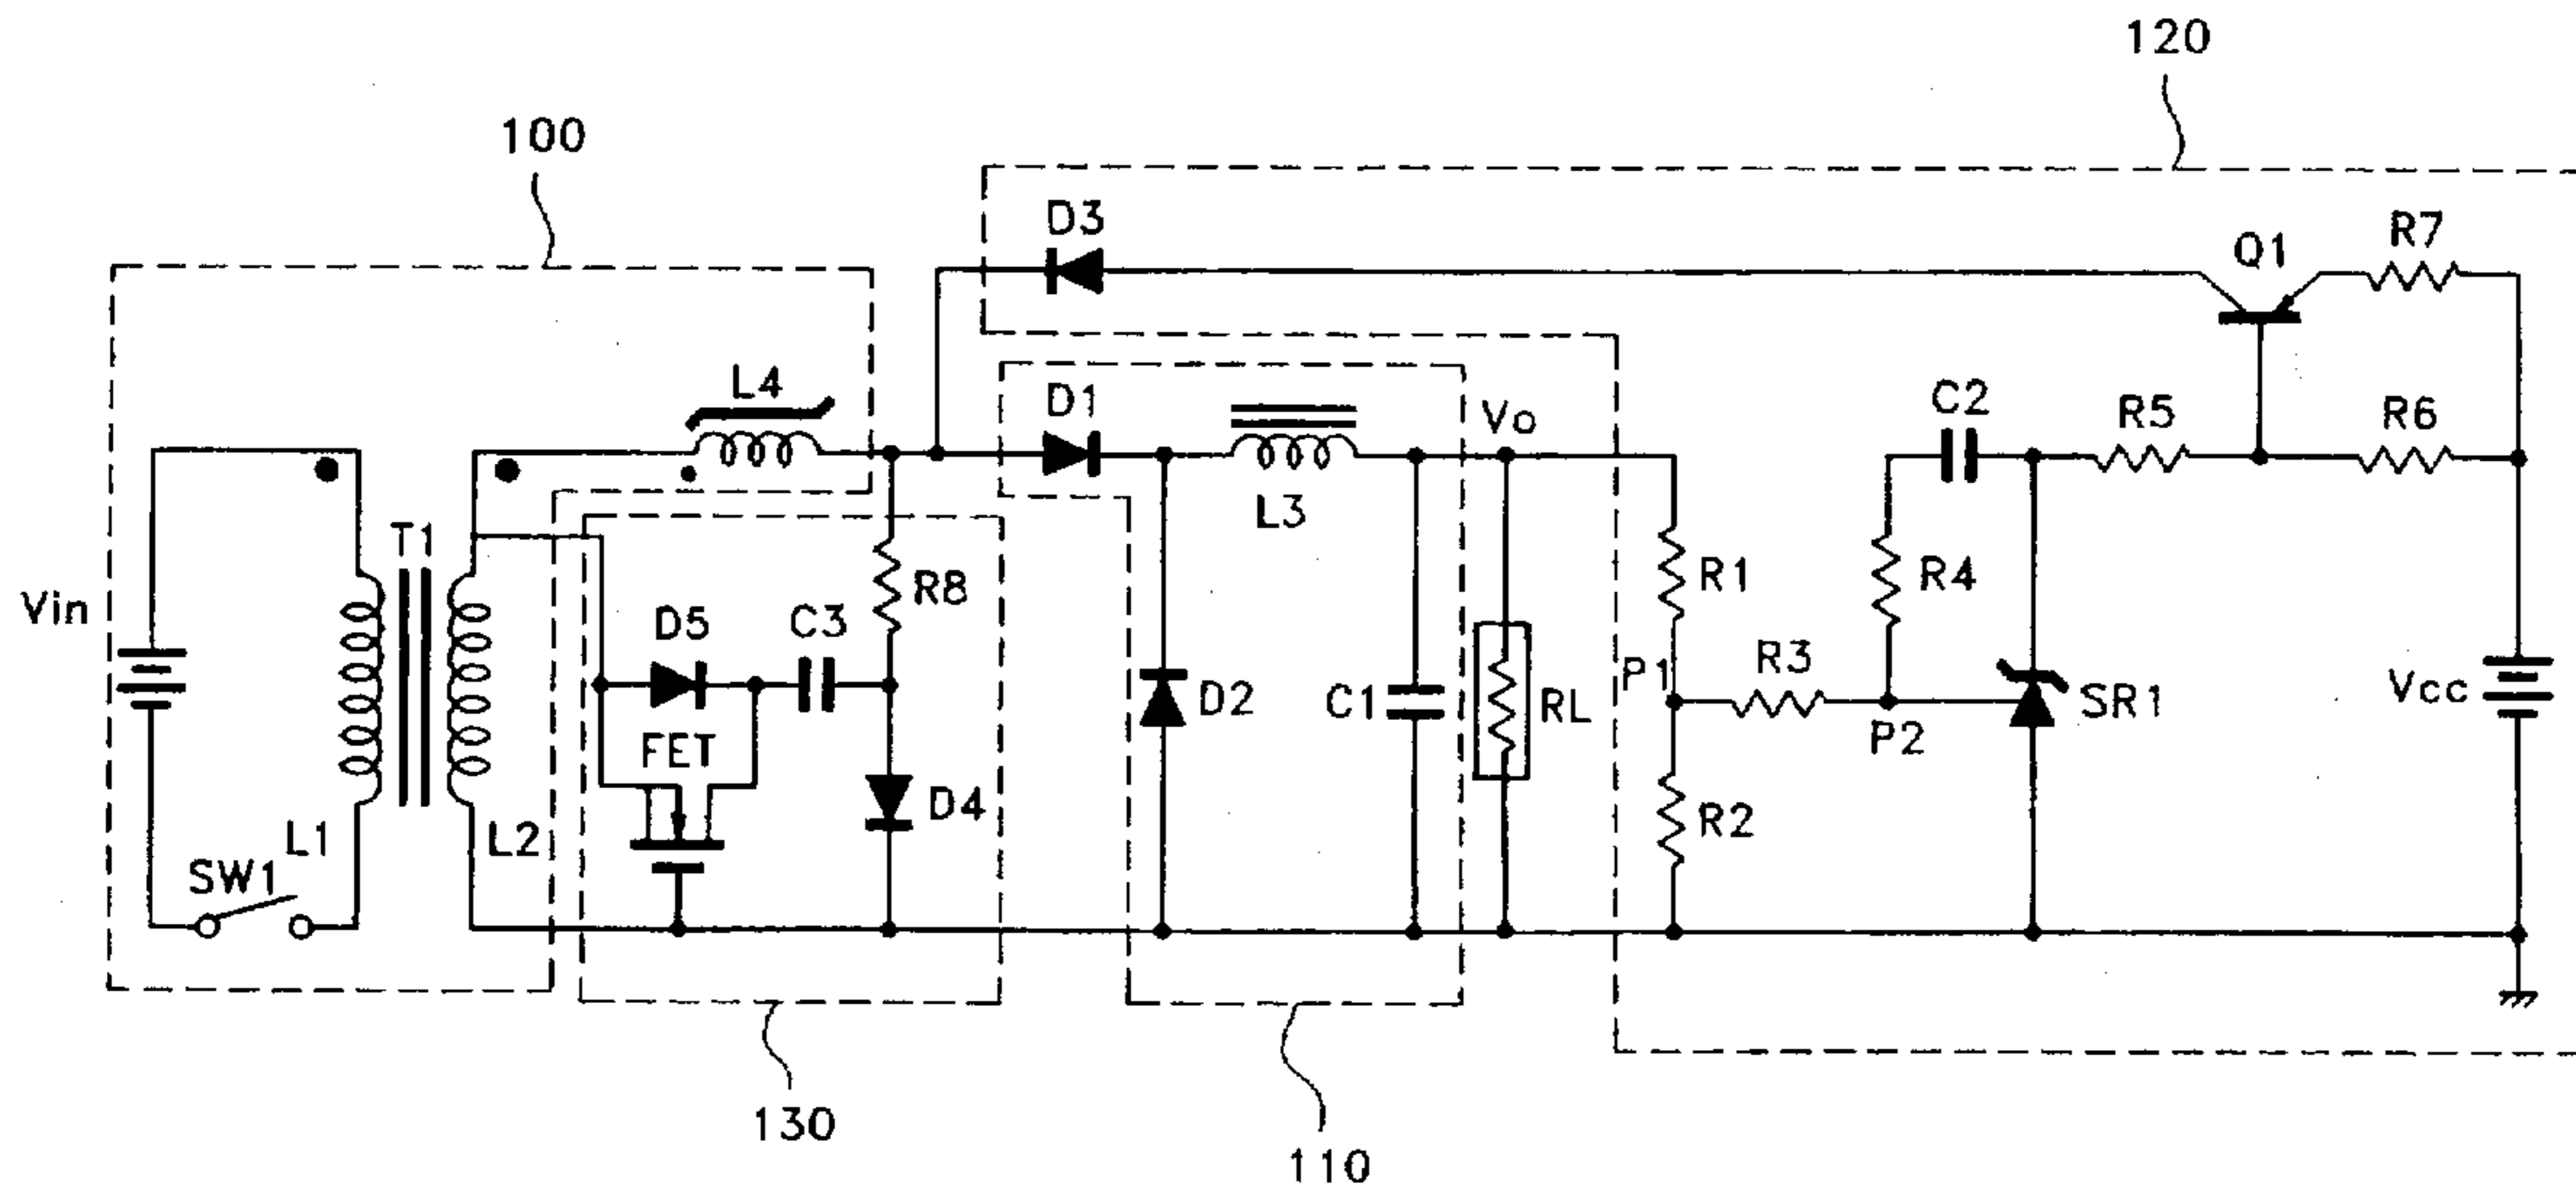 120
100
D3
Q1
R7
L4
D1
Vo
C2
R5
R6
L3
T1
Vin
R8
R1
R4
D5
C3
P1
R3
D2
C1
RL
SR1
Vcc
FET
P2
D4
R2
L1
L2
SW1
130
110